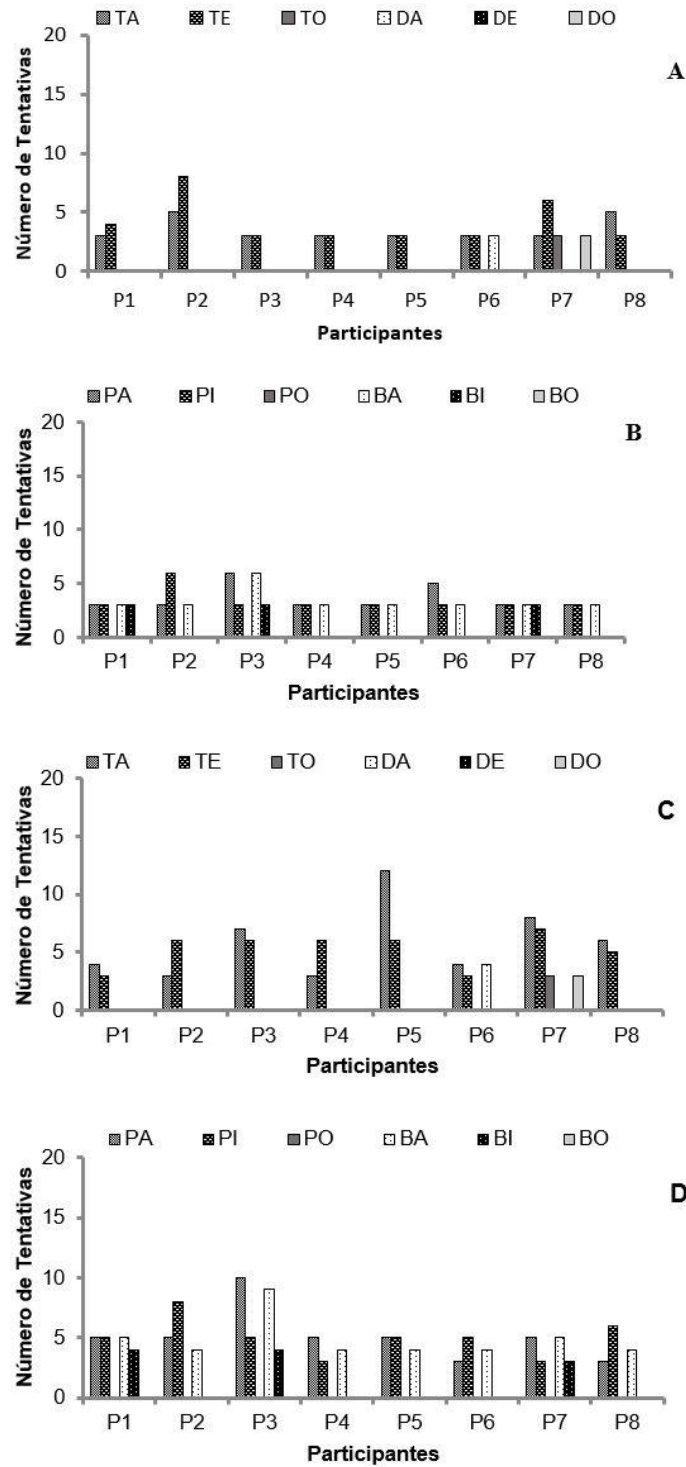 TA TE TO DA DE DO
A
Número de Tentativas
20
15
10
5
0
P1 P2 P3 P4 P5 P6 P7 P8
Participantes
PA PI PO BA BI BO
B
Número de Tentativas
20
15
10
5
0
P1 P2 P3 P4 P5 P6 P7 P8
Participantes
TA TE TO DA DE DO
C
Número de Tentativas
20
15
10
5
0
P1 P2 P3 P4 P5 P6 P7 P8
Participantes
PA PI PO BA BI BO
D
Número de Tentativas
20
15
10
5
0
P1 P2 P3 P4 P5 P6 P7 P8
Participantes